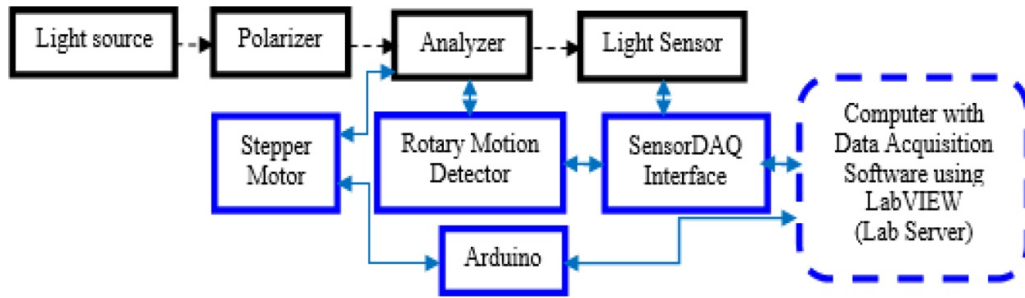 Light source
Polarizer
Analyzer
Light Sensor
Stepper
Motor
Rotary Motion
Detector
SensorDAQ
Interface
Computer with
Data Acquisition
Software using
LabVIEW
(Lab Server)
Arduino